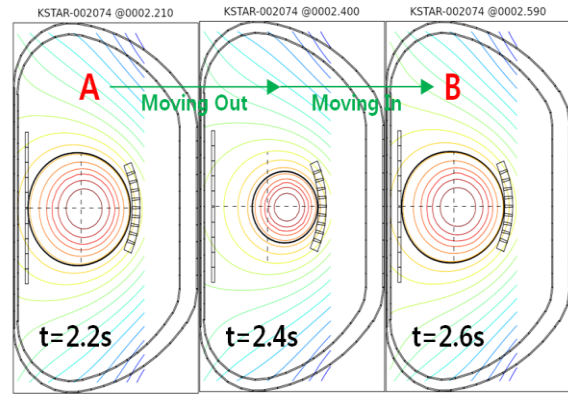 KSTAR-002074 @0002.210
KSTAR-002074 @0002.400
KSTAR-002074 @0002.590
A
Moving Out
Moving In
B
t=2.2s
t=2.4s
t=2.6s